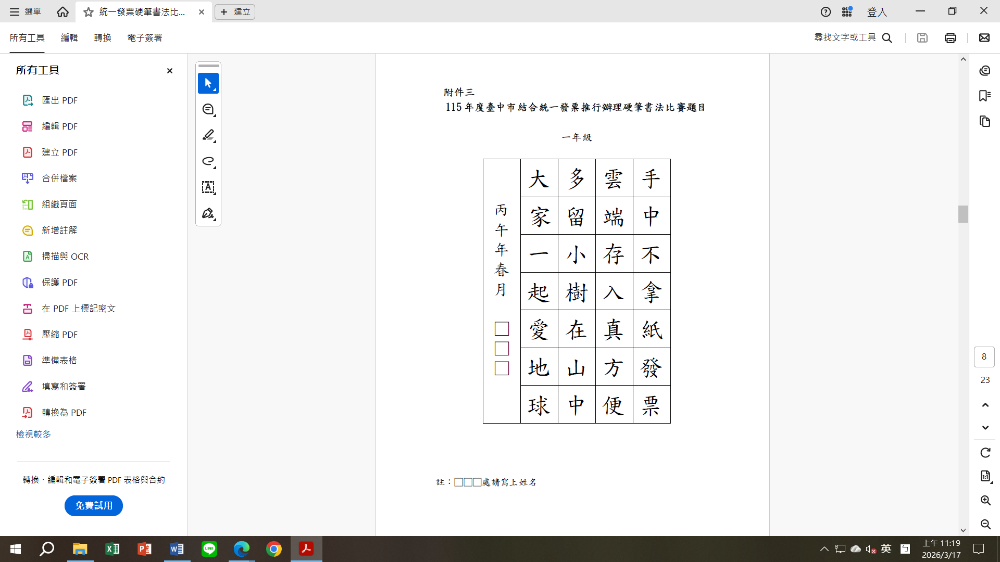 選單
統一發票硬筆書法比...
建立
登入
所有工具
編輯
轉換
電子簽署
尋找文字或工具
所有工具
匯出 PDF
編輯 PDF
建立 PDF
合併檔案
組織頁面
新增註解
掃描與 OCR
保護 PDF
在 PDF 上標記密文
壓縮 PDF
準備表格
填寫和簽署
轉換為 PDF
檢視較多
轉換、編輯和電子簽署 PDF 表格與合約
免費試用
附件三
115 年度臺中市結合統一發票推行辦理硬筆書法比賽題目
一年級
手中不拿紙發票
雲端存入真方便
多留小樹在山中
大家一起愛地球
丙午年春月□□□
註：□□□處請寫上姓名
8
23
1:1
英
ㄅ
上午 11:19
2026/3/17